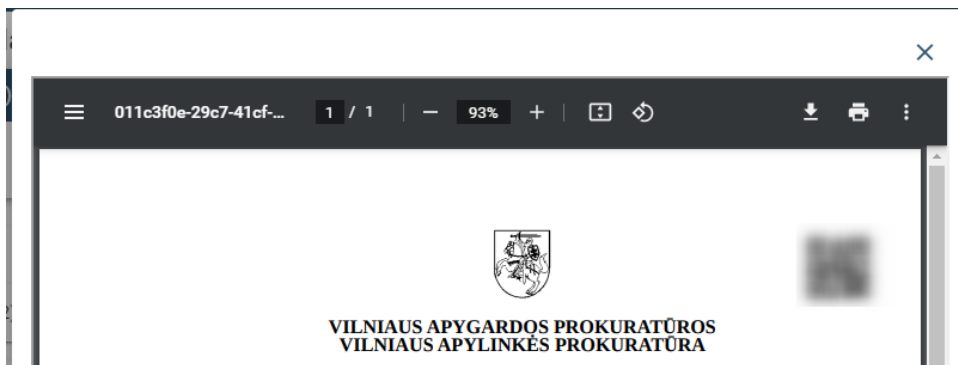 011c3f0e-29c7-41cf-... 1 / 1 93%
VILNIAUS APYGARDOS PROKURATŪROS
VILNIAUS APYLINKĖS PROKURATŪRA